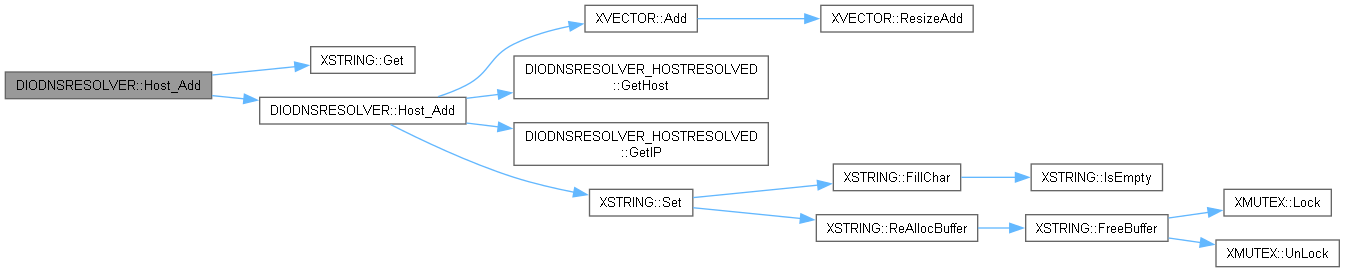 DIODNSRESOLVER::Host_Add
XSTRING::Get
DIODNSRESOLVER::Host_Add
XVECTOR::Add
XVECTOR::ResizeAdd
DIODNSRESOLVER_HOSTRESOLVED
::GetHost
DIODNSRESOLVER_HOSTRESOLVED
::GetIP
XSTRING::Set
XSTRING::FillChar
XSTRING::IsEmpty
XSTRING::ReAllocBuffer
XSTRING::FreeBuffer
XMUTEX::Lock
XMUTEX::UnLock